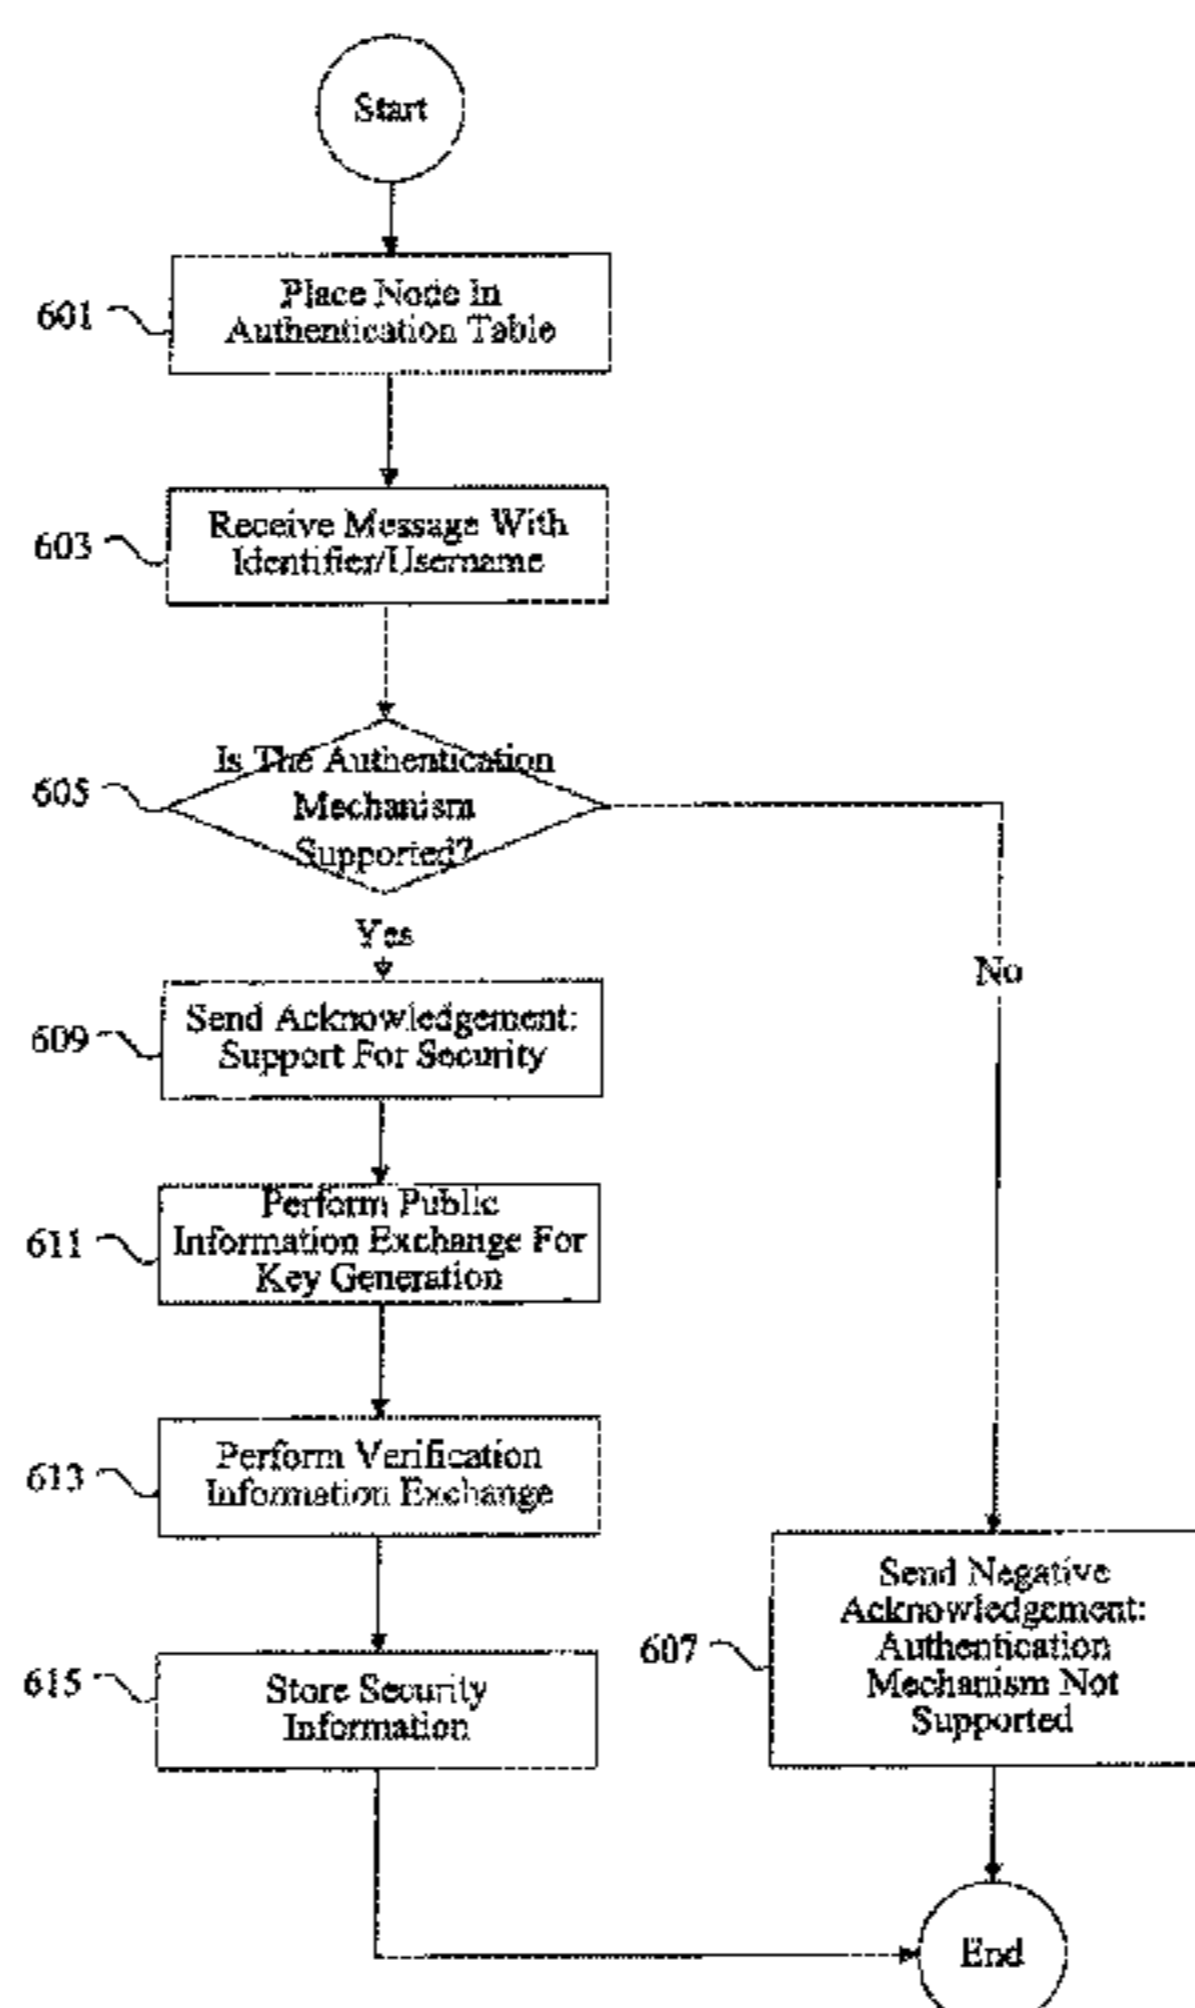 Start
601
Place Node In
Authentication Table
603
Receive Message With
Identifier/Username
605
Is The Authentication
Mechanism
Supported?
Yes
No
609
Send Acknowledgement:
Support For Security
611
Perform Public
Information Exchange For
Key Generation
613
Perform Verification
Information Exchange
615
Store Security
Information
607
Send Negative
Acknowledgement:
Authentication
Mechanism Not
Supported
End